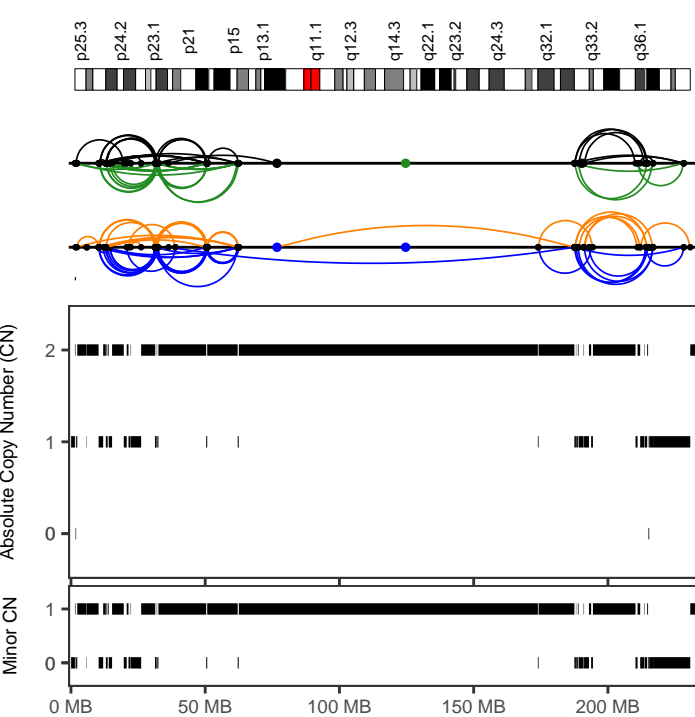 p25.3
p24.2
p23.1
p21
p15
p13.1
q11.1
q12.3
q14.3
q22.1
q23.2
q24.3
q32.1
q33.2
q36.1
Absolute Copy Number (CN)
2
1
0
Minor CN
1
0
0 MB
50 MB
100 MB
150 MB
200 MB